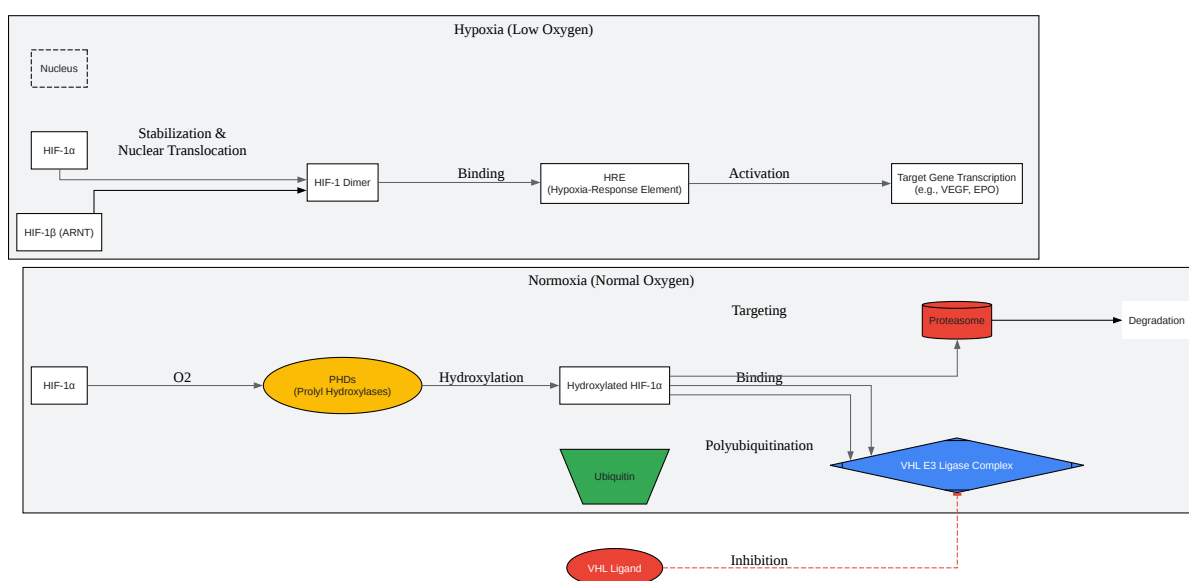 Hypoxia (Low Oxygen)
Nucleus
HIF-1α
Stabilization &
Nuclear Translocation
HIF-1β (ARNT)
HIF-1 Dimer
Binding
HRE
(Hypoxia-Response Element)
Activation
Target Gene Transcription
(e.g., VEGF, EPO)
Normoxia (Normal Oxygen)
HIF-1α
O2
PHDs
(Prolyl Hydroxylases)
Hydroxylation
Hydroxylated HIF-1α
Targeting
Binding
Polyubiquitination
Proteasome
Degradation
Ubiquitin
VHL E3 Ligase Complex
VHL Ligand
Inhibition